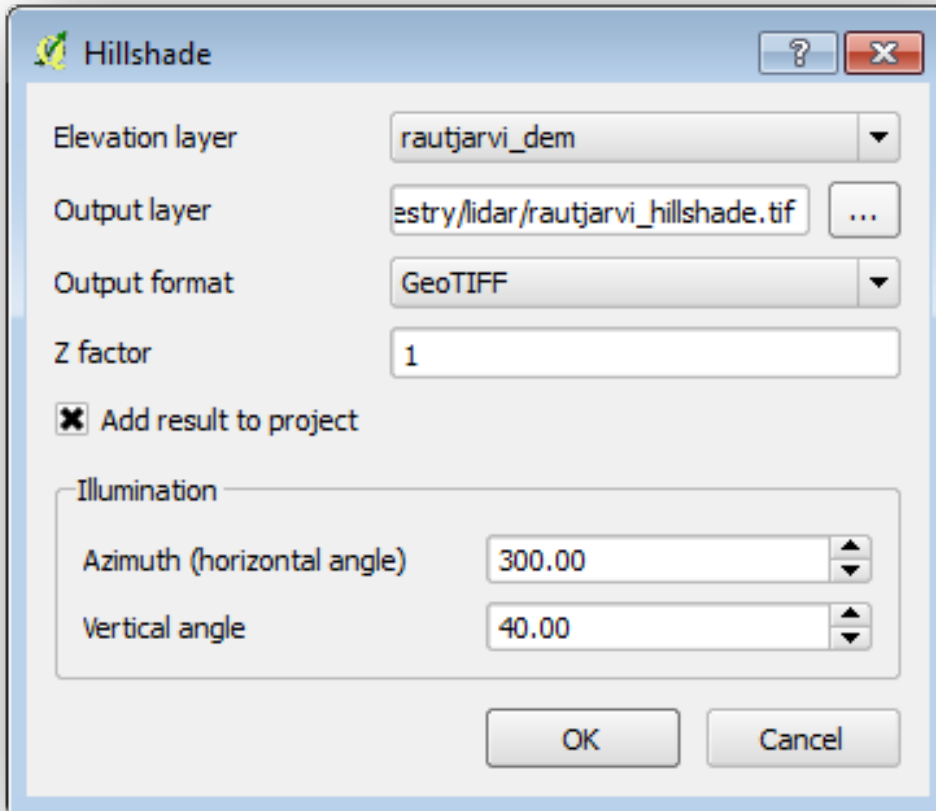 Hillshade
Elevation layer rautjarvi_dem
Output layer estry/lidar/rautjarvi_hillshade.tif ...
Output format GeoTIFF
Z factor 1
Add result to project
Illumination
Azimuth (horizontal angle) 300.00
Vertical angle 40.00
OK Cancel